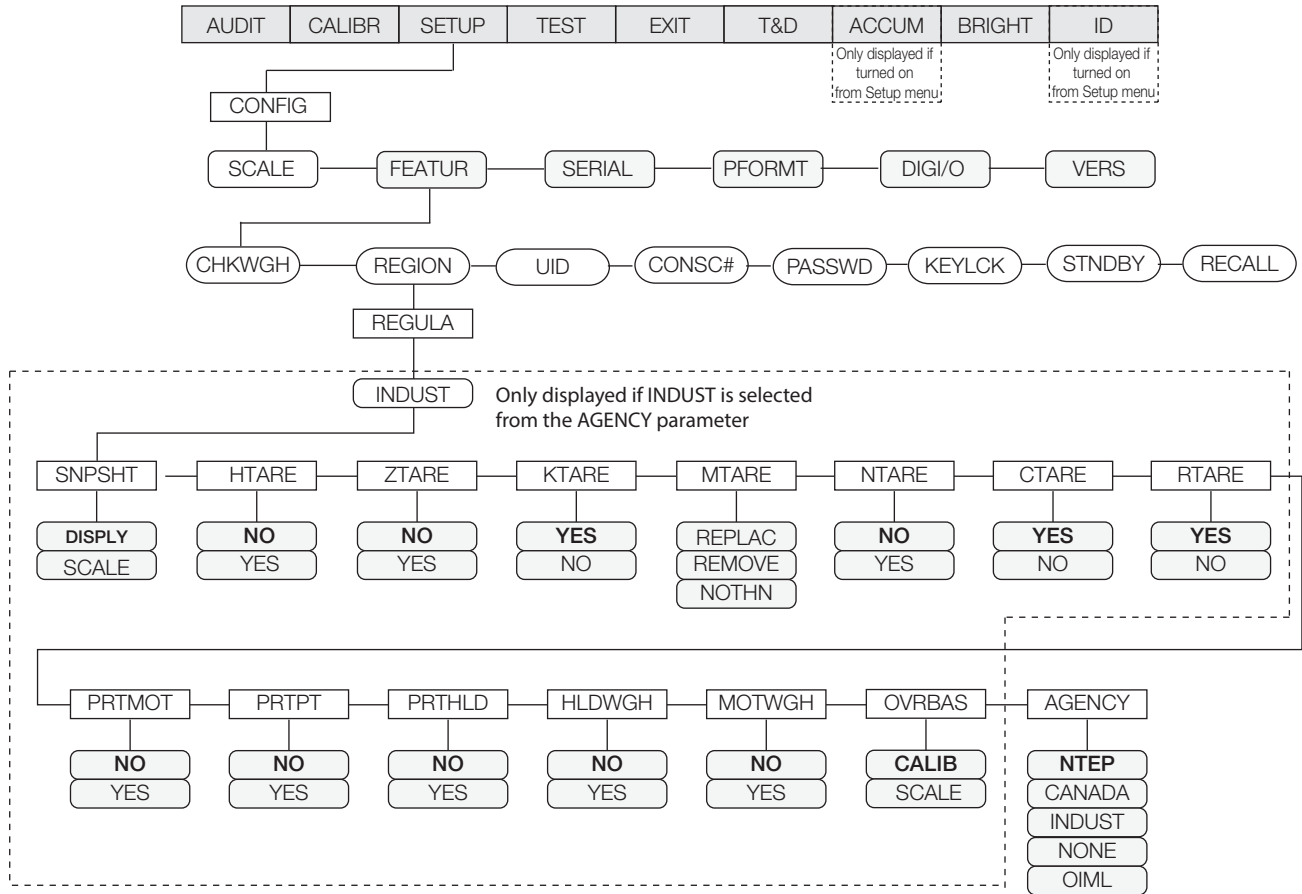 AUDIT CALIBR SETUP TEST EXIT T&D ACCUM BRIGHT ID
Only displayed if
turned on
from Setup menu
Only displayed if
turned on
from Setup menu
CONFIG
SCALE FEATUR SERIAL PFORMT DIGI/O VERS
CHKWGH REGION UID CONSC# PASSWD KEYLCK STNDBY RECALL
REGULA
INDUST
Only displayed if INDUST is selected
from the AGENCY parameter
SNPSHT HTARE ZTARE KTARE MTARE NTARE CTARE RTARE
DISPLY NO NO YES REPLAC NO YES YES
SCALE YES YES NO REMOVE YES NO NO
NOTHN
PRTMOT PRTPT PRTHLD HLDWGH MOTWGH OVRBAS AGENCY
NO NO NO NO NO CALIB NTEP
YES YES YES YES YES SCALE CANADA
INDUST
NONE
OIML